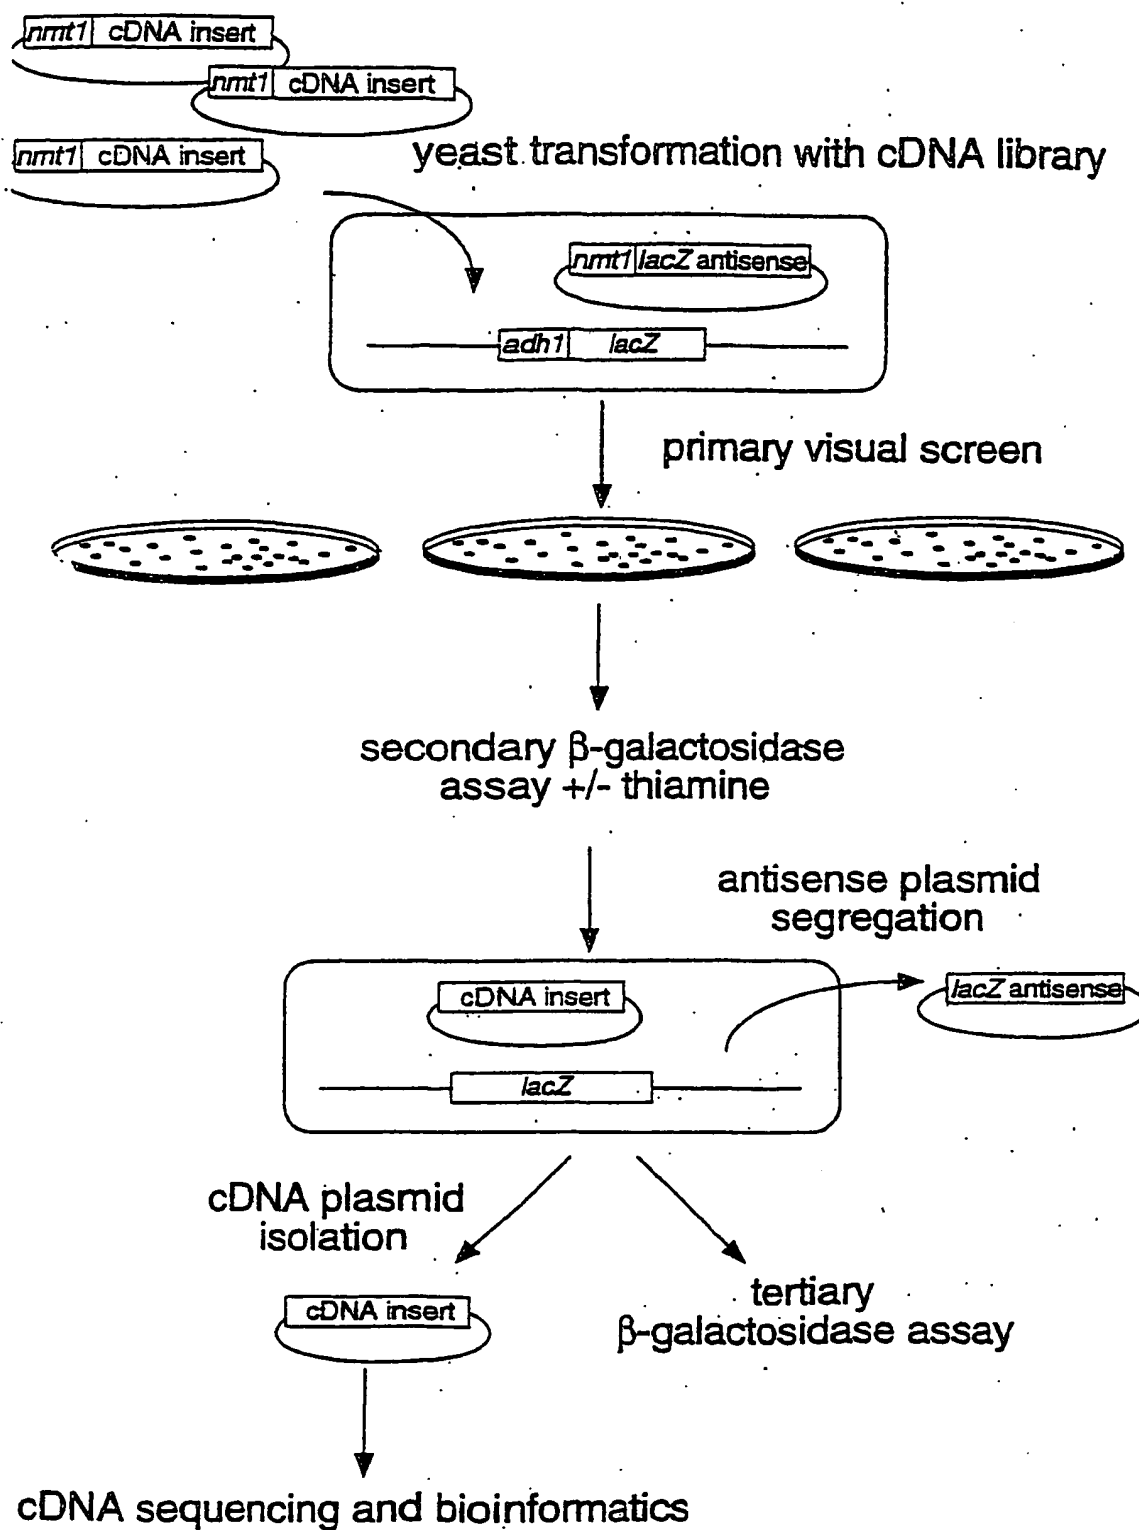 nmt1 cDNA insert
nmt1 cDNA insert
nmt1 cDNA insert
yeast transformation with cDNA library
nmt1 lacZ antisense
adh1 lacZ
primary visual screen
secondary β-galactosidase
assay +/- thiamine
antisense plasmid
segregation
cDNA insert
lacZ antisense
lacZ
cDNA plasmid
isolation
cDNA insert
tertiary
β-galactosidase assay
cDNA sequencing and bioinformatics